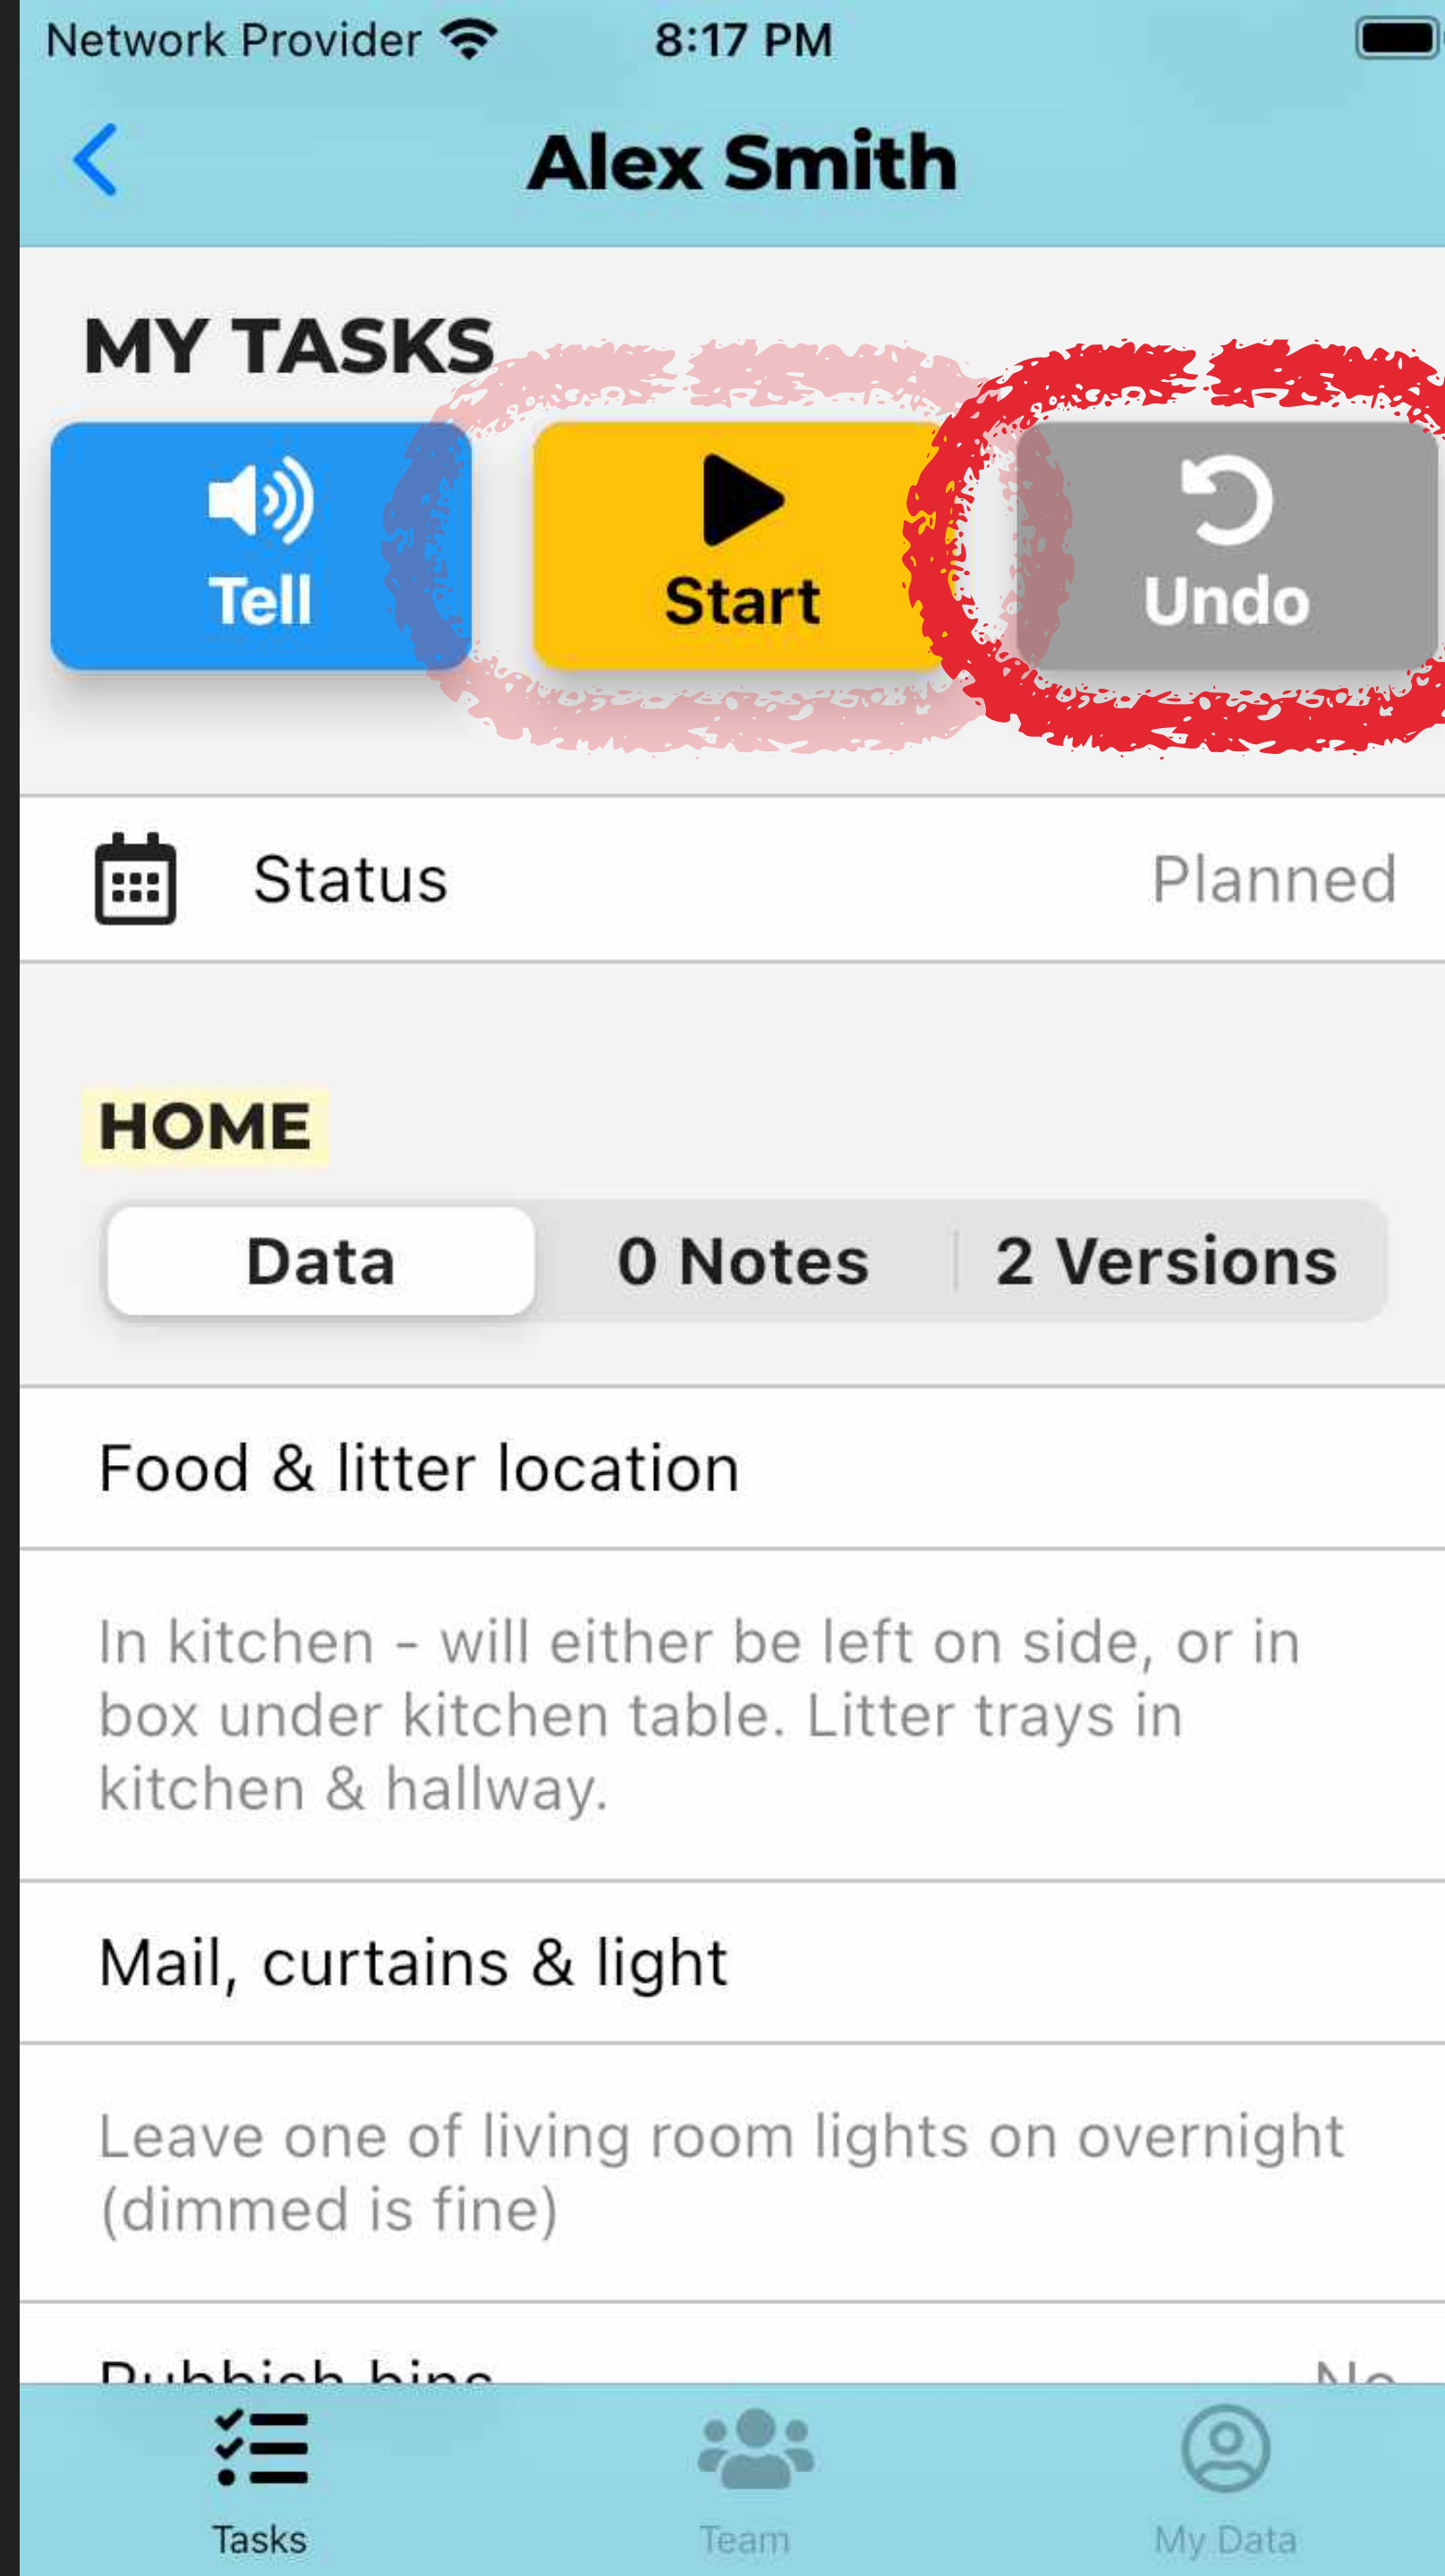 Network Provider 8:17 PM
Alex Smith
MY TASKS
Tell Start Undo
Status Planned
HOME
Data 0 Notes 2 Versions
Food & litter location
In kitchen - will either be left on side, or in
box under kitchen table. Litter trays in
kitchen & hallway.
Mail, curtains & light
Leave one of living room lights on overnight
(dimmed is fine)
Rubbish bins No
Tasks Team My Data